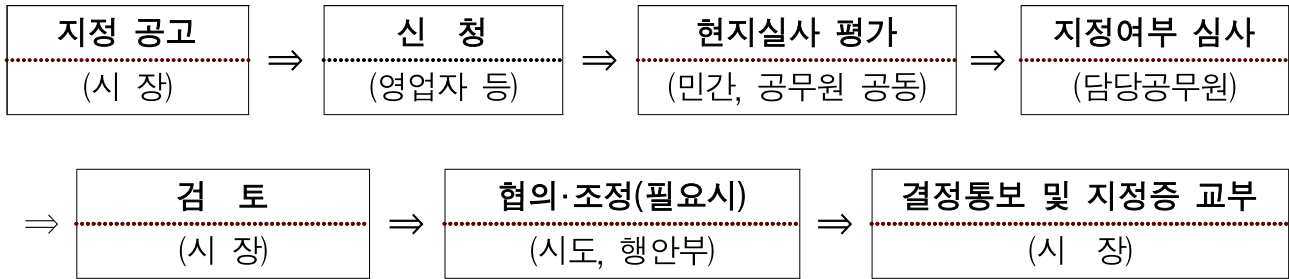 지정 공고 ⇒ 신 청 ⇒ 현지실사 평가 ⇒ 지정여부 심사
(시 장) (영업자 등) (민간, 공무원 공동) (담당공무원)
⇒ 검 토 ⇒ 협의·조정(필요시) ⇒ 결정통보 및 지정증 교부
(시 장) (시도, 행안부) (시 장)